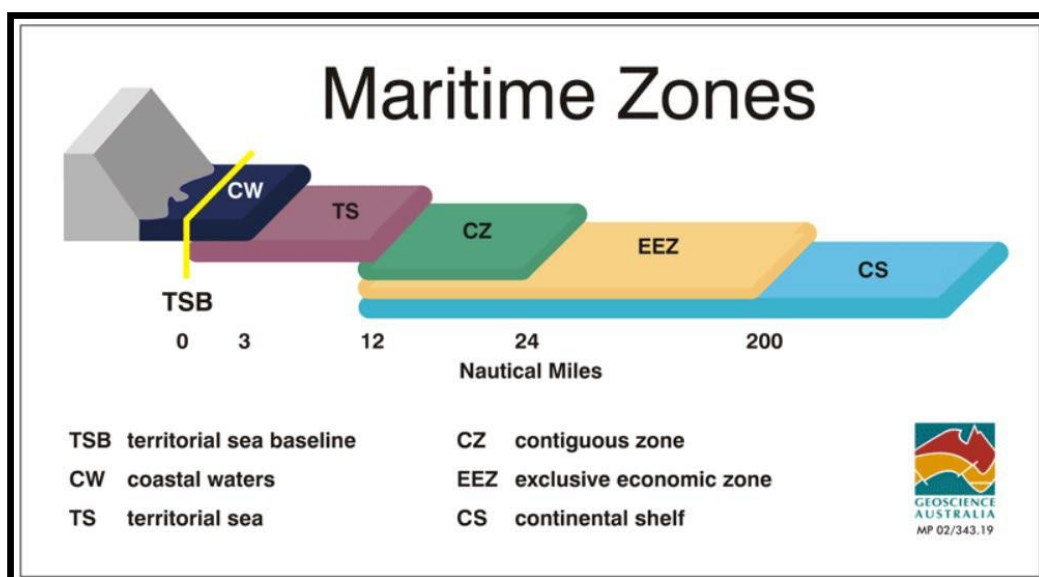 Maritime Zones
CW
TS
CZ
EEZ
CS
TSB
0 3 12 24 200
Nautical Miles
TSB territorial sea baseline
CW coastal waters
TS territorial sea
CZ contiguous zone
EEZ exclusive economic zone
CS continental shelf
GEOSCIENCE
AUSTRALIA
MP 02/343.19